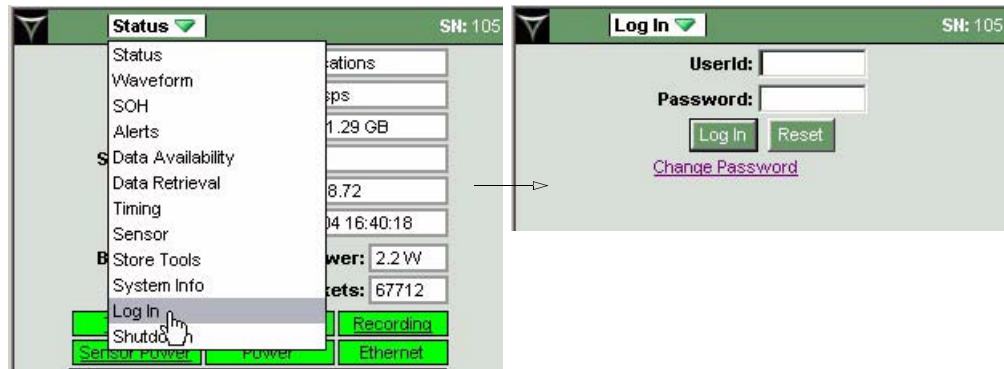 Status
SN: 105
Status
Waveform
SOH
Alerts
Data Availability
Data Retrieval
Timing
Sensor
Store Tools
System Info
Log In
Shutdo n
ations
sps
1.29 GB
S
8.72
04 16:40:18
B
wer: 2.2 W
kets: 67712
Recording
Sensor Power
Power
Ethernet
Log In
SN: 105
UserId:
Password:
Log In
Reset
Change Password